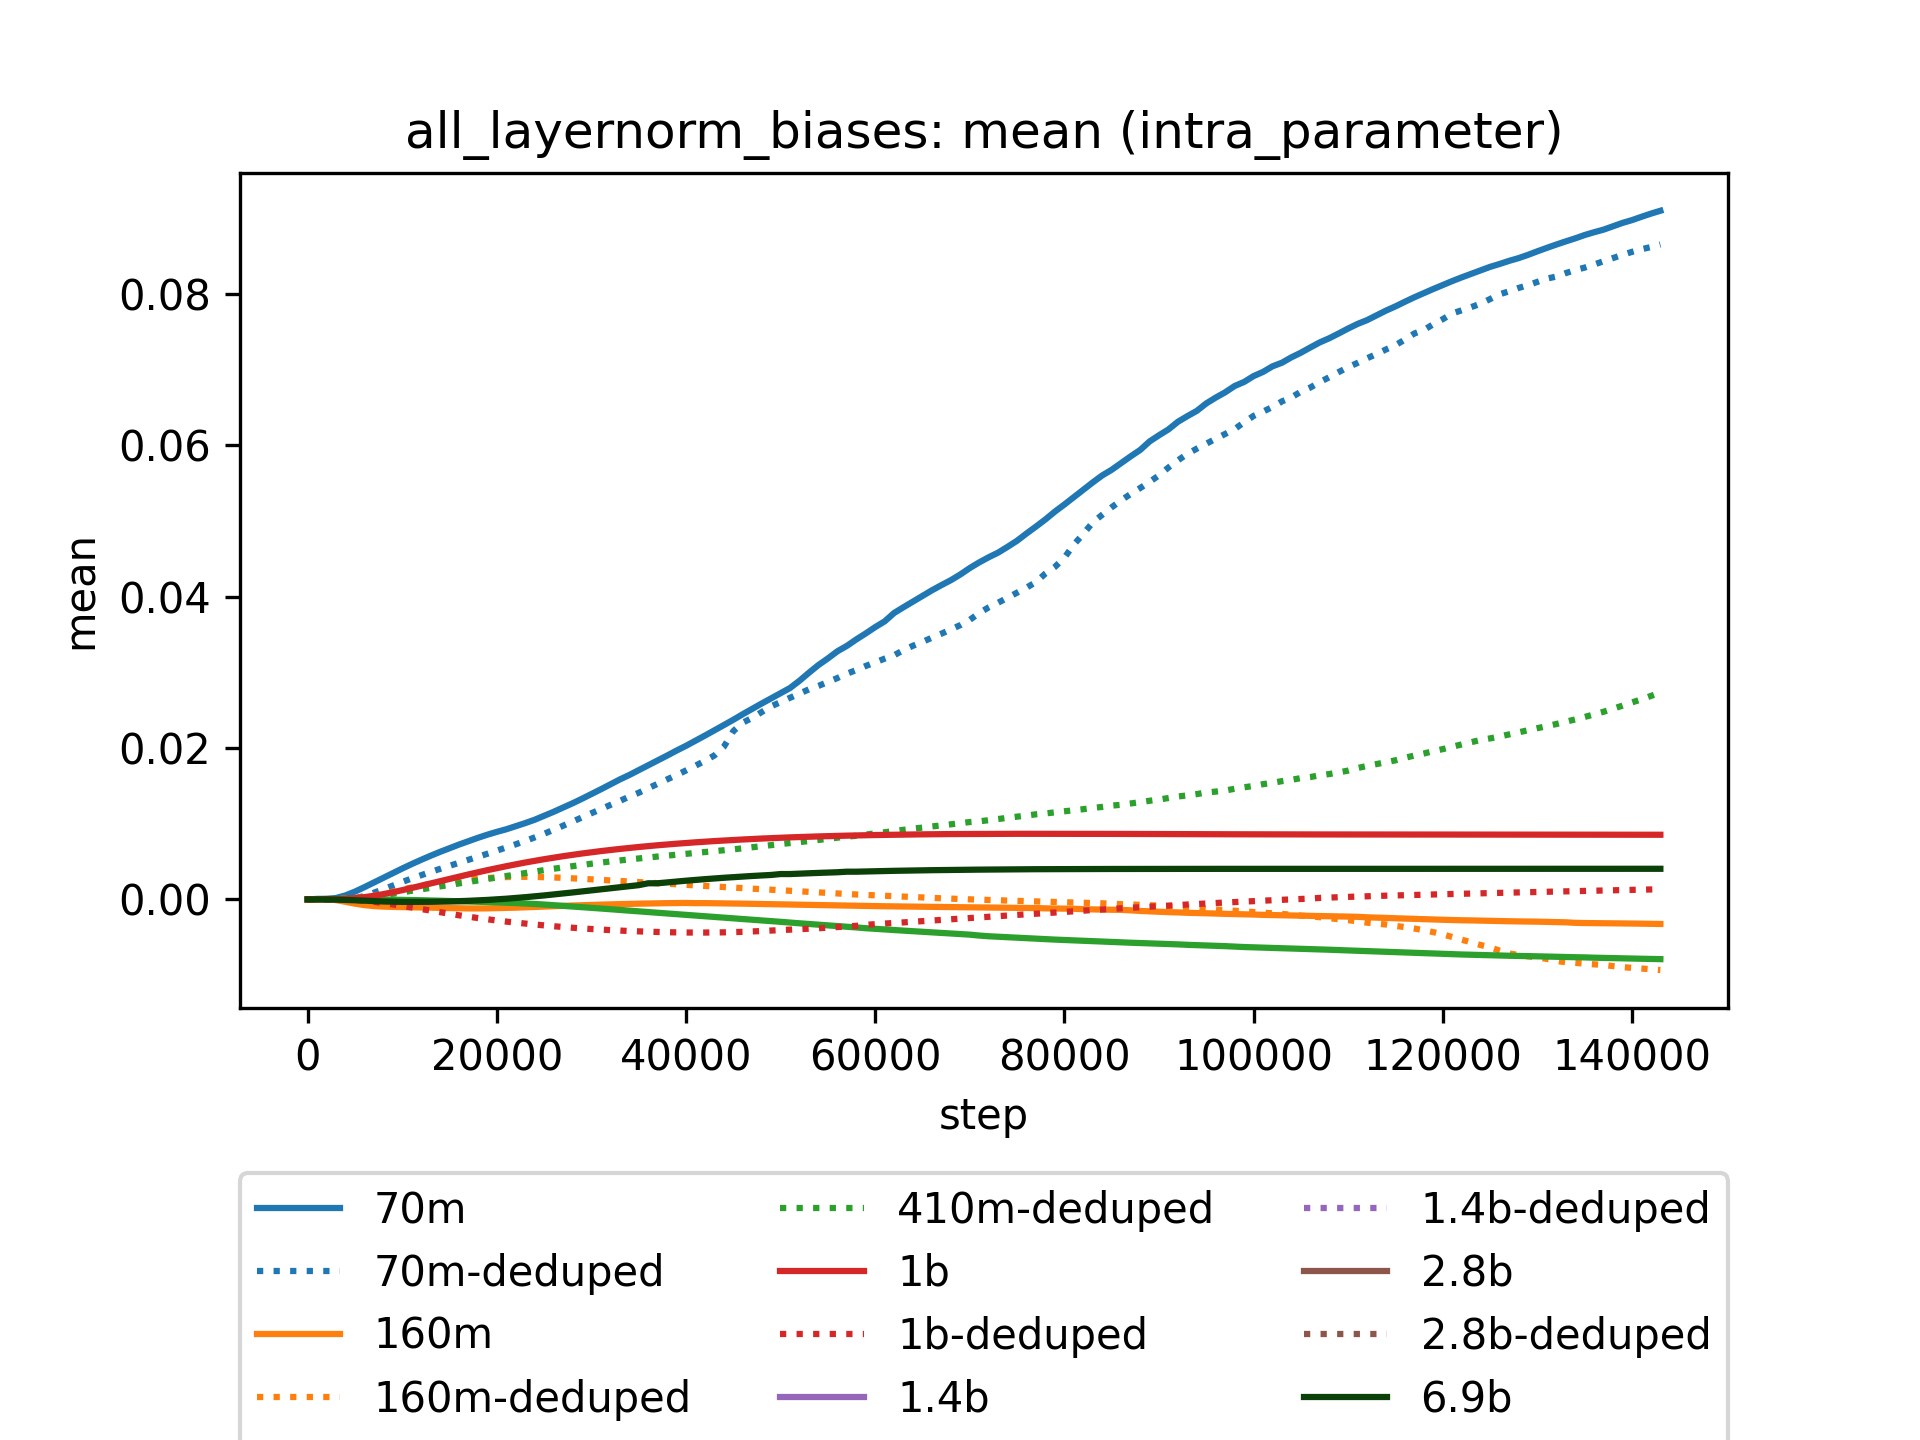 all_layernorm_biases: mean (intra_parameter)
mean
0.08
0.06
0.04
0.02
0.00
0 20000 40000 60000 80000 100000 120000 140000
step
70m 410m-deduped 1.4b-deduped
70m-deduped 1b 2.8b
160m 1b-deduped 2.8b-deduped
160m-deduped 1.4b 6.9b